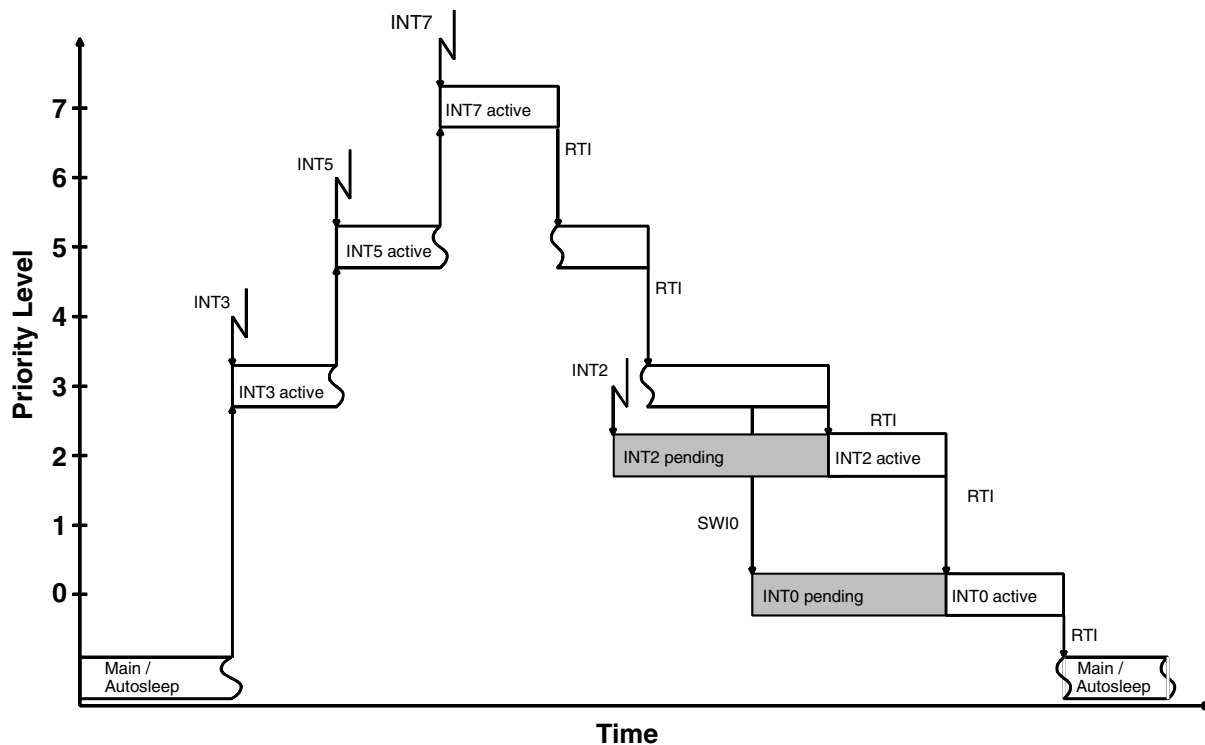 INT7
7
INT7 active
RTI
INT5
6
5
INT5 active
RTI
INT3
4
3
INT3 active
INT2
RTI
2
INT2 pending
INT2 active
RTI
SWI0
1
0
INT0 pending
INT0 active
RTI
Main /
Autosleep
Main /
Autosleep
Priority Level
Time